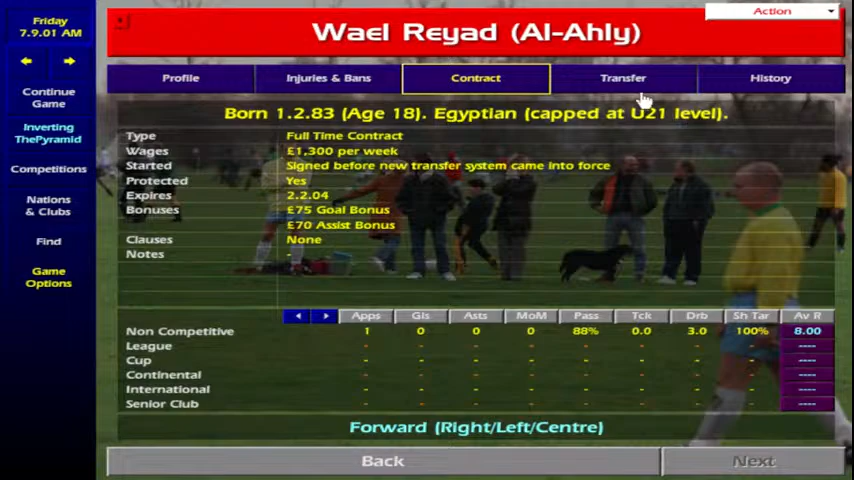 Friday
7.9.01 AM
Continue
Game
Inverting
ThePyramid
Competitions
Nations
& Clubs
Find
Game
Options
Action
Wael Reyad (Al-Ahly)
Profile
Injuries & Bans
Contract
Transfer
History
Born 1.2.83 (Age 18). Egyptian (capped at U21 level).
Type Full Time Contract
Wages £1,300 per week
Started Signed before new transfer system came into force
Protected Yes
Expires 2.2.04
Bonuses £75 Goal Bonus
£70 Assist Bonus
Clauses None
Notes -
Apps Gls Asts MoM Pass Tck Drb Sh Tar Av R
Non Competitive 1 0 0 0 88% 0.0 3.0 100% 8.00
League - - - - - - - - ----
Cup - - - - - - - - ----
Continental - - - - - - - - ----
International - - - - - - - - ----
Senior Club - - - - - - - - ----
Forward (Right/Left/Centre)
Back
Next